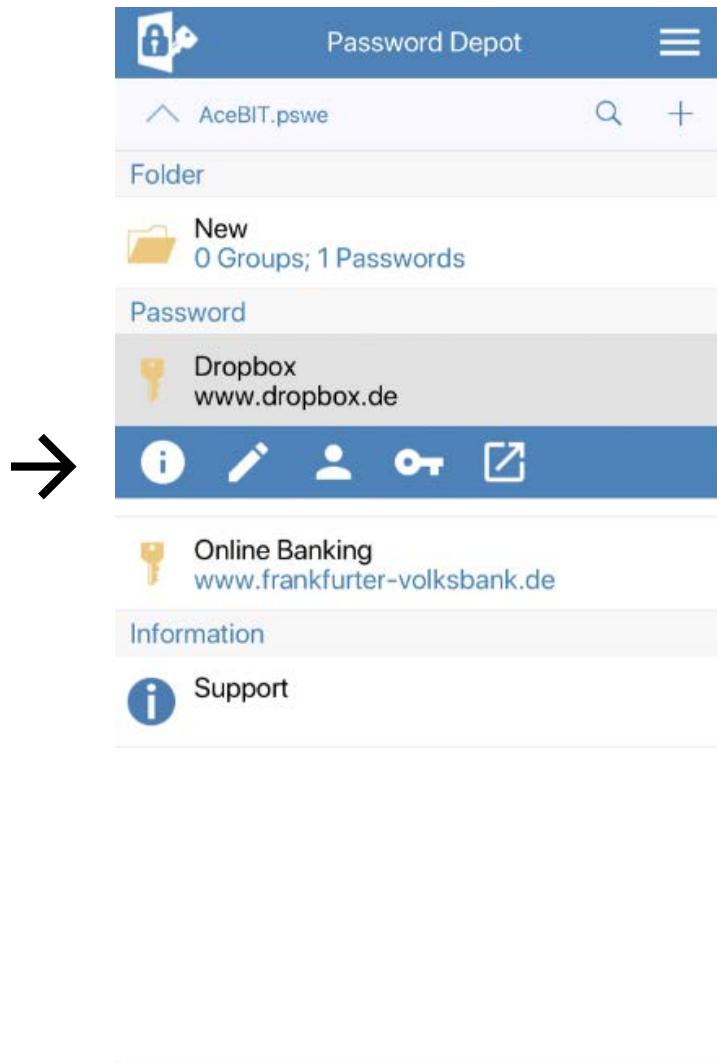 Password Depot
AceBIT.pswe
Folder
New
0 Groups; 1 Passwords
Password
Dropbox
www.dropbox.de
Online Banking
www.frankfurter-volksbank.de
Information
Support